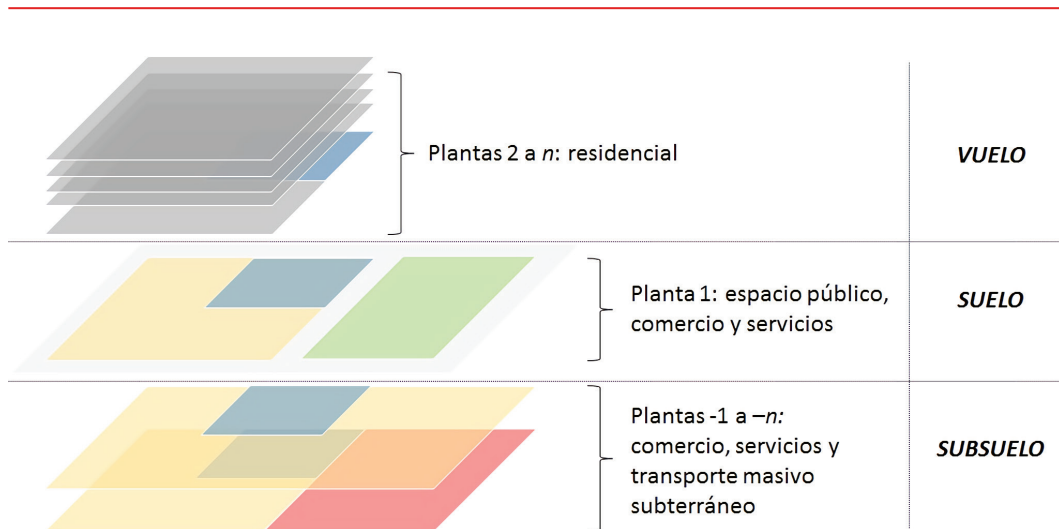 Plantas 2 a n: residencial
VUELO
Planta 1: espacio público,
comercio y servicios
SUELO
Plantas -1 a –n:
comercio, servicios y
transporte masivo
subterráneo
SUBSUELO